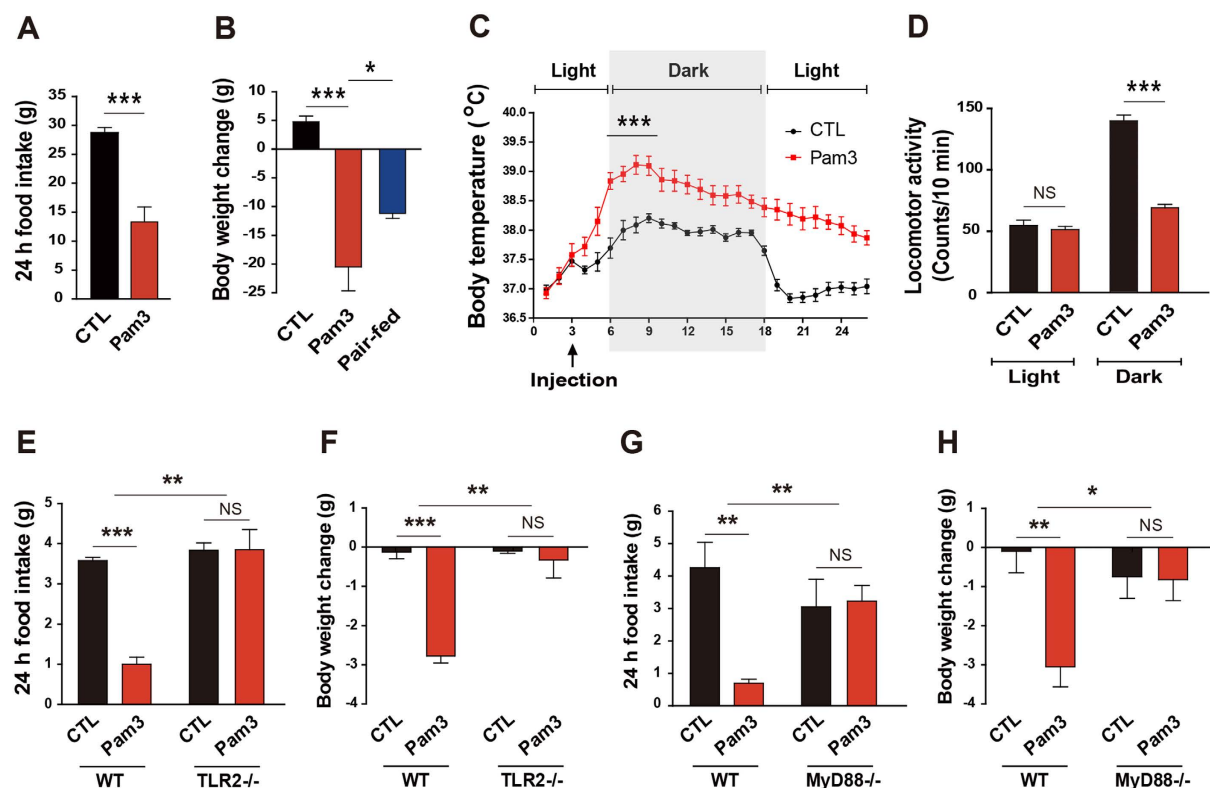 A
24 h food intake (g)
35
30
25
20
15
10
5
0
***
CTL
Pam3
B
Body weight change (g)
10
5
0
-5
-10
-15
-20
-25
***
*
CTL
Pam3
Pair-fed
C
Light
Dark
Light
Body temperature ( °C)
40.0
39.5
39.0
38.5
38.0
37.5
37.0
36.5
***
CTL
Pam3
0
3
6
9
12
15
18
21
24
Injection
D
Locomotor activity
(Counts/10 min)
150
100
50
0
NS
***
CTL
Pam3
CTL
Pam3
Light
Dark
E
24 h food intake (g)
5
4
3
2
1
0
**
***
NS
CTL
Pam3
CTL
Pam3
WT
TLR2-/-
F
Body weight change (g)
0
-1
-2
-3
-4
**
***
NS
CTL
Pam3
CTL
Pam3
WT
TLR2-/-
G
24 h food intake (g)
6
5
4
3
2
1
0
**
**
NS
CTL
Pam3
CTL
Pam3
WT
MyD88-/-
H
Body weight change (g)
0
-1
-2
-3
-4
*
**
NS
CTL
Pam3
CTL
Pam3
WT
MyD88-/-